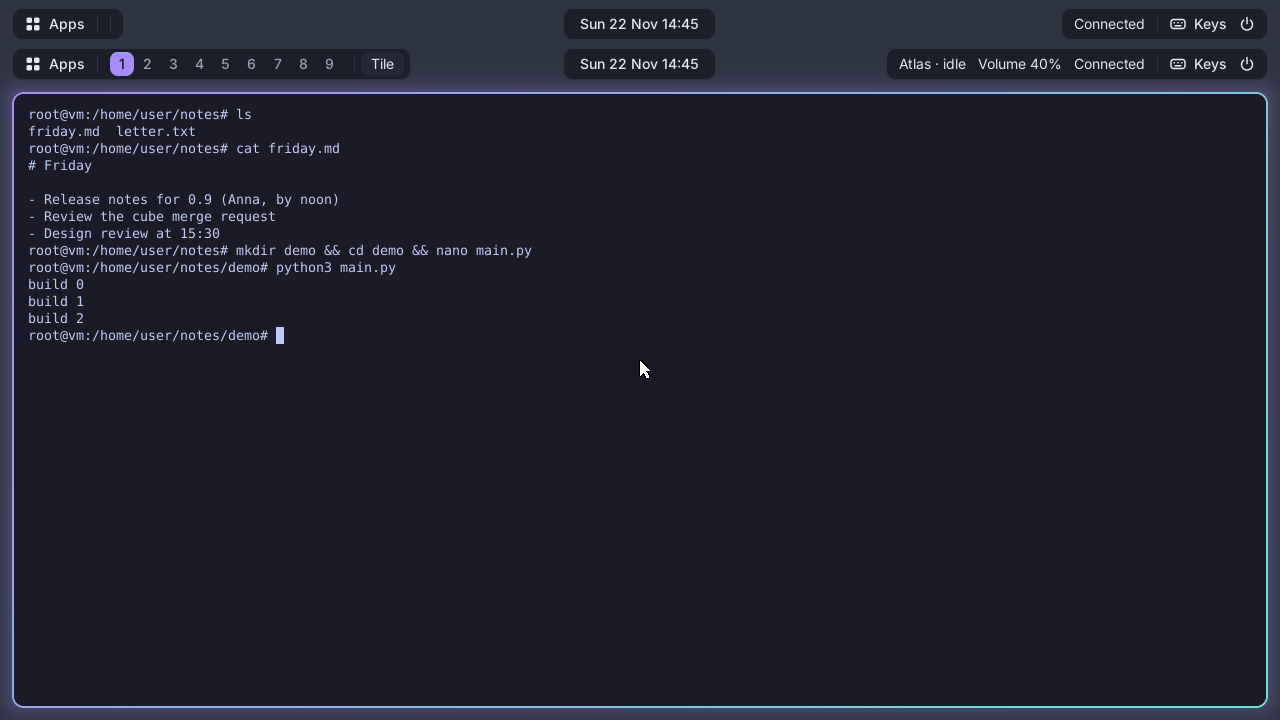 Apps
Sun 22 Nov 14:45
Connected
Keys
Apps 1 2 3 4 5 6 7 8 9 Tile
Sun 22 Nov 14:45
Atlas · idle Volume 40% Connected
Keys
root@vm:/home/user/notes# ls
friday.md  letter.txt
root@vm:/home/user/notes# cat friday.md
# Friday
- Release notes for 0.9 (Anna, by noon)
- Review the cube merge request
- Design review at 15:30
root@vm:/home/user/notes# mkdir demo && cd demo && nano main.py
root@vm:/home/user/notes/demo# python3 main.py
build 0
build 1
build 2
root@vm:/home/user/notes/demo#